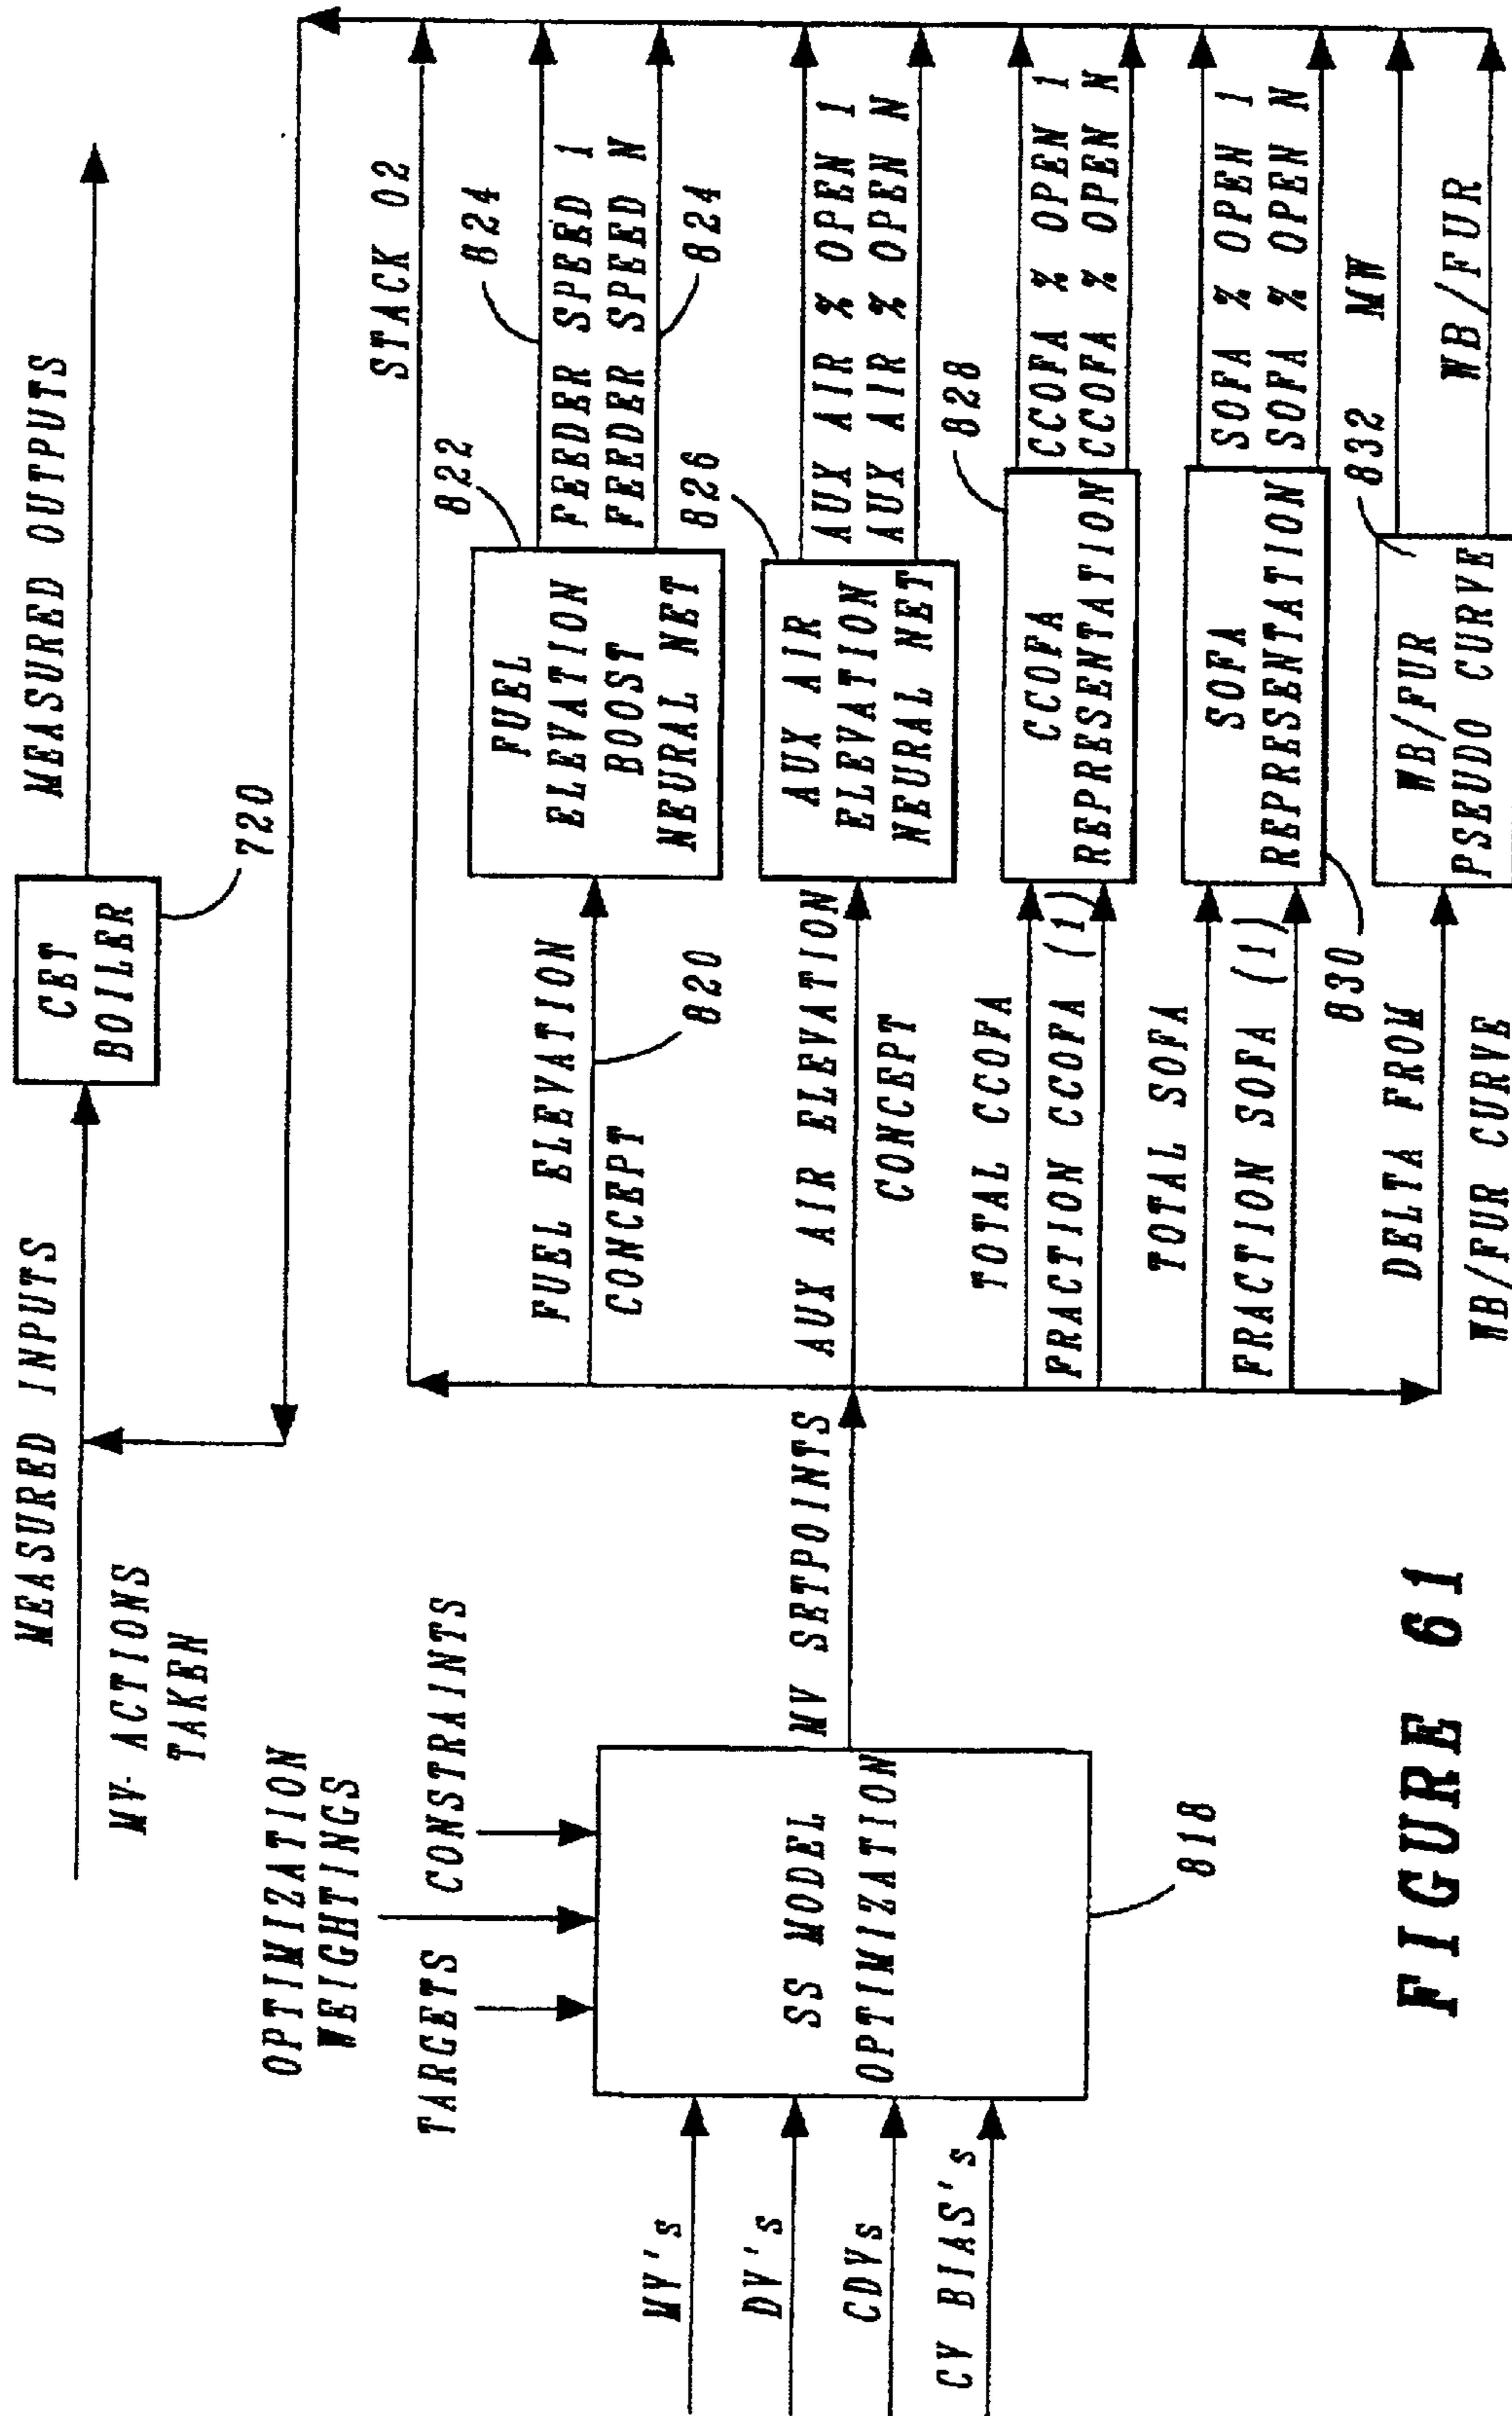 MEASURED INPUTS
MV ACTIONS
TAKEN
CET
BOILER
720
MEASURED OUTPUTS
OPTIMIZATION
WEIGHTINGS
TARGETS
CONSTRAINTS
MV's
DV's
CDVs
CV BIAS's
SS MODEL
OPTIMIZATION
818
MV SETPOINTS
STACK O2
FUEL ELEVATION
CONCEPT
820
FUEL
ELEVATION
BOOST
NEURAL NET
822
824
FEEDER SPEED 1
FEEDER SPEED N
824
AUX AIR ELEVATION
CONCEPT
AUX AIR
ELEVATION
NEURAL NET
826
AUX AIR % OPEN 1
AUX AIR % OPEN N
TOTAL CCOFA
FRACTION CCOFA (1)
CCOFA
REPRESENTATION
828
CCOFA % OPEN 1
CCOFA % OPEN N
TOTAL SOFA
FRACTION SOFA (1)
SOFA
REPRESENTATION
830
SOFA % OPEN 1
SOFA % OPEN N
DELTA FROM
WB/FUR CURVE
WB/FUR
PSEUDO CURVE
832
MW
WB/FUR
FIGURE 61